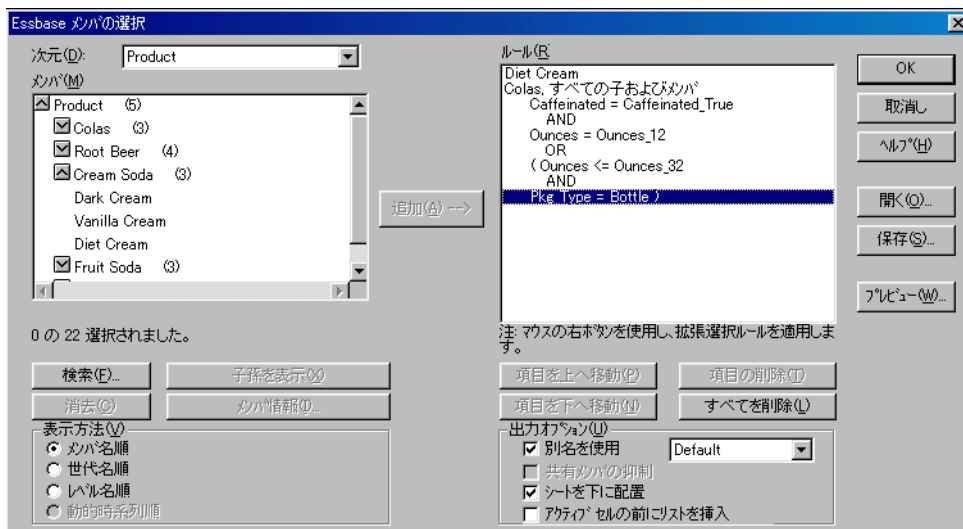 Essbase メンバの選択
次元(D):
Product
メンバ(M)
Product (5)
Colas (3)
Root Beer (4)
Cream Soda (3)
Dark Cream
Vanilla Cream
Diet Cream
Fruit Soda (3)
0 の 22 選択されました。
追加(A) -->
ルール(R
Diet Cream
Colas, すべての子およびメンバ
Caffeinated = Caffeinated_True
AND
Ounces = Ounces_12
OR
( Ounces <= Ounces_32
AND
Pkg Type = Bottle )
注: マウスの右ボタンを使用し、拡張選択ルールを適用しま
す。
OK
取消し
ヘルプ(H)
開く(O)...
保存(S)...
プレビュー(W)...
検索(F)...
子孫を表示(X)
消去(C)
メンバ情報(I)...
項目を上へ移動(P)
項目の削除(T)
項目を下へ移動(N)
すべてを削除(L)
表示方法(V)
メンバ名順
世代名順
レベル名順
動的時系列順
出力オプション(U)
別名を使用
Default
共有メンバの抑制
シートを下に配置
アクティブ セルの前にリストを挿入